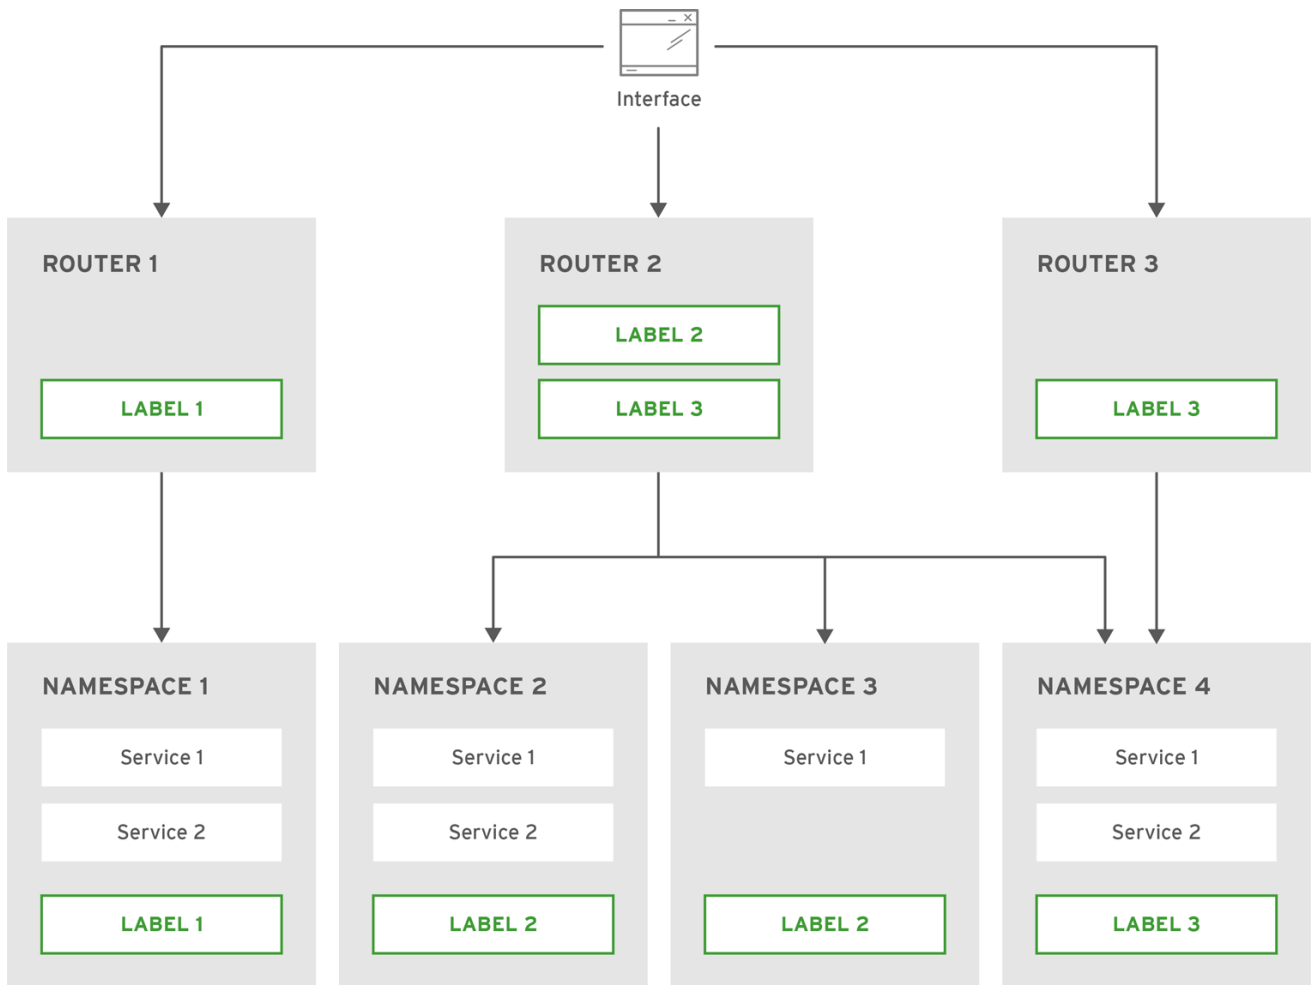 Interface
ROUTER 1
LABEL 1
ROUTER 2
LABEL 2
LABEL 3
ROUTER 3
LABEL 3
NAMESPACE 1
Service 1
Service 2
LABEL 1
NAMESPACE 2
Service 1
Service 2
LABEL 2
NAMESPACE 3
Service 1
LABEL 2
NAMESPACE 4
Service 1
Service 2
LABEL 3